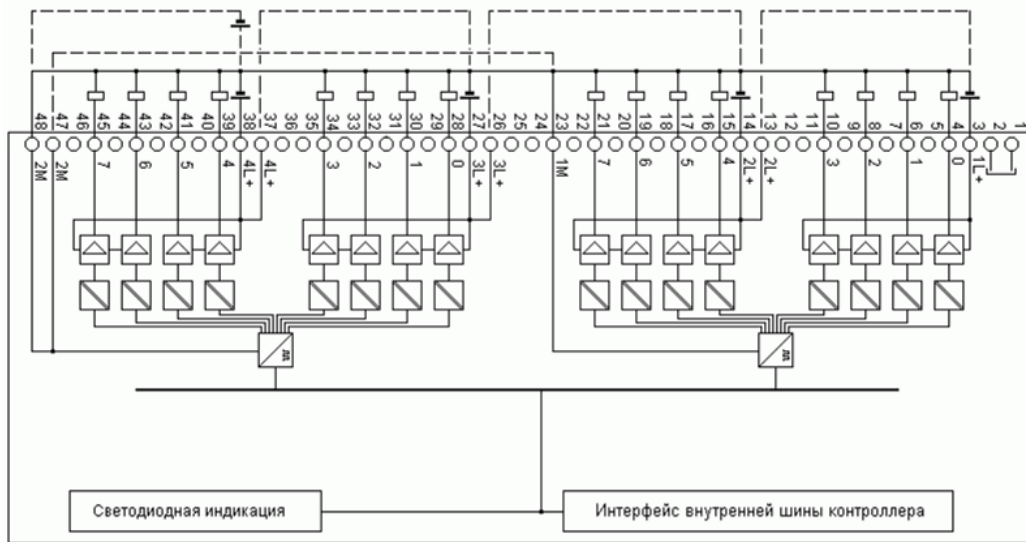 48 47 46 45 44 43 42 41 40 39 38 37 36 35 34 33 32 31 30 29 28 27 26 25 24 23 22 21 20 19 18 17 16 15 14 13 12 11 10 9 8 7 6 5 4 3 2 1
2M 2M 7 6 5 4 4L+ 4L+ 3 2 1 0 3L+ 3L+ 1M 7 6 5 4 2L+ 2L+ 3 2 1 0 1L+
Светодиодная индикация
Интерфейс внутренней шины контроллера